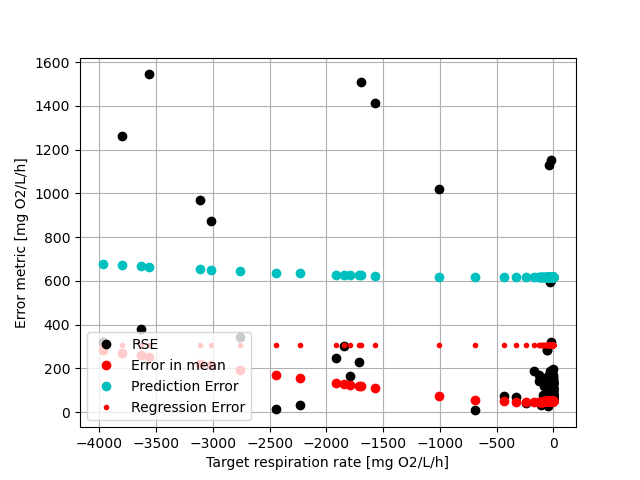 1600
1400
1200
1000
800
600
400
200
0
Error metric [mg O2/L/h]
RSE
Error in mean
Prediction Error
Regression Error
−4000 −3500 −3000 −2500 −2000 −1500 −1000 −500 0
Target respiration rate [mg O2/L/h]